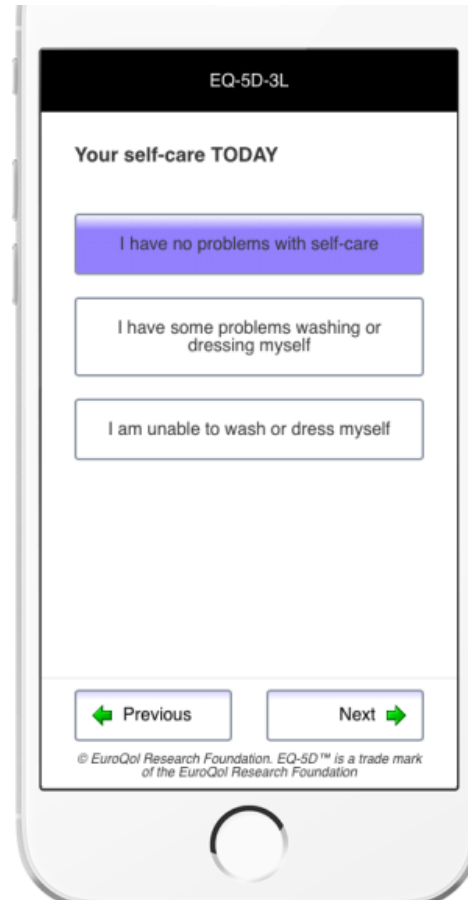 EQ-5D-3L
Your self-care TODAY
I have no problems with self-care
I have some problems washing or
dressing myself
I am unable to wash or dress myself
Previous
Next
© EuroQol Research Foundation. EQ-5D™ is a trade mark
of the EuroQol Research Foundation